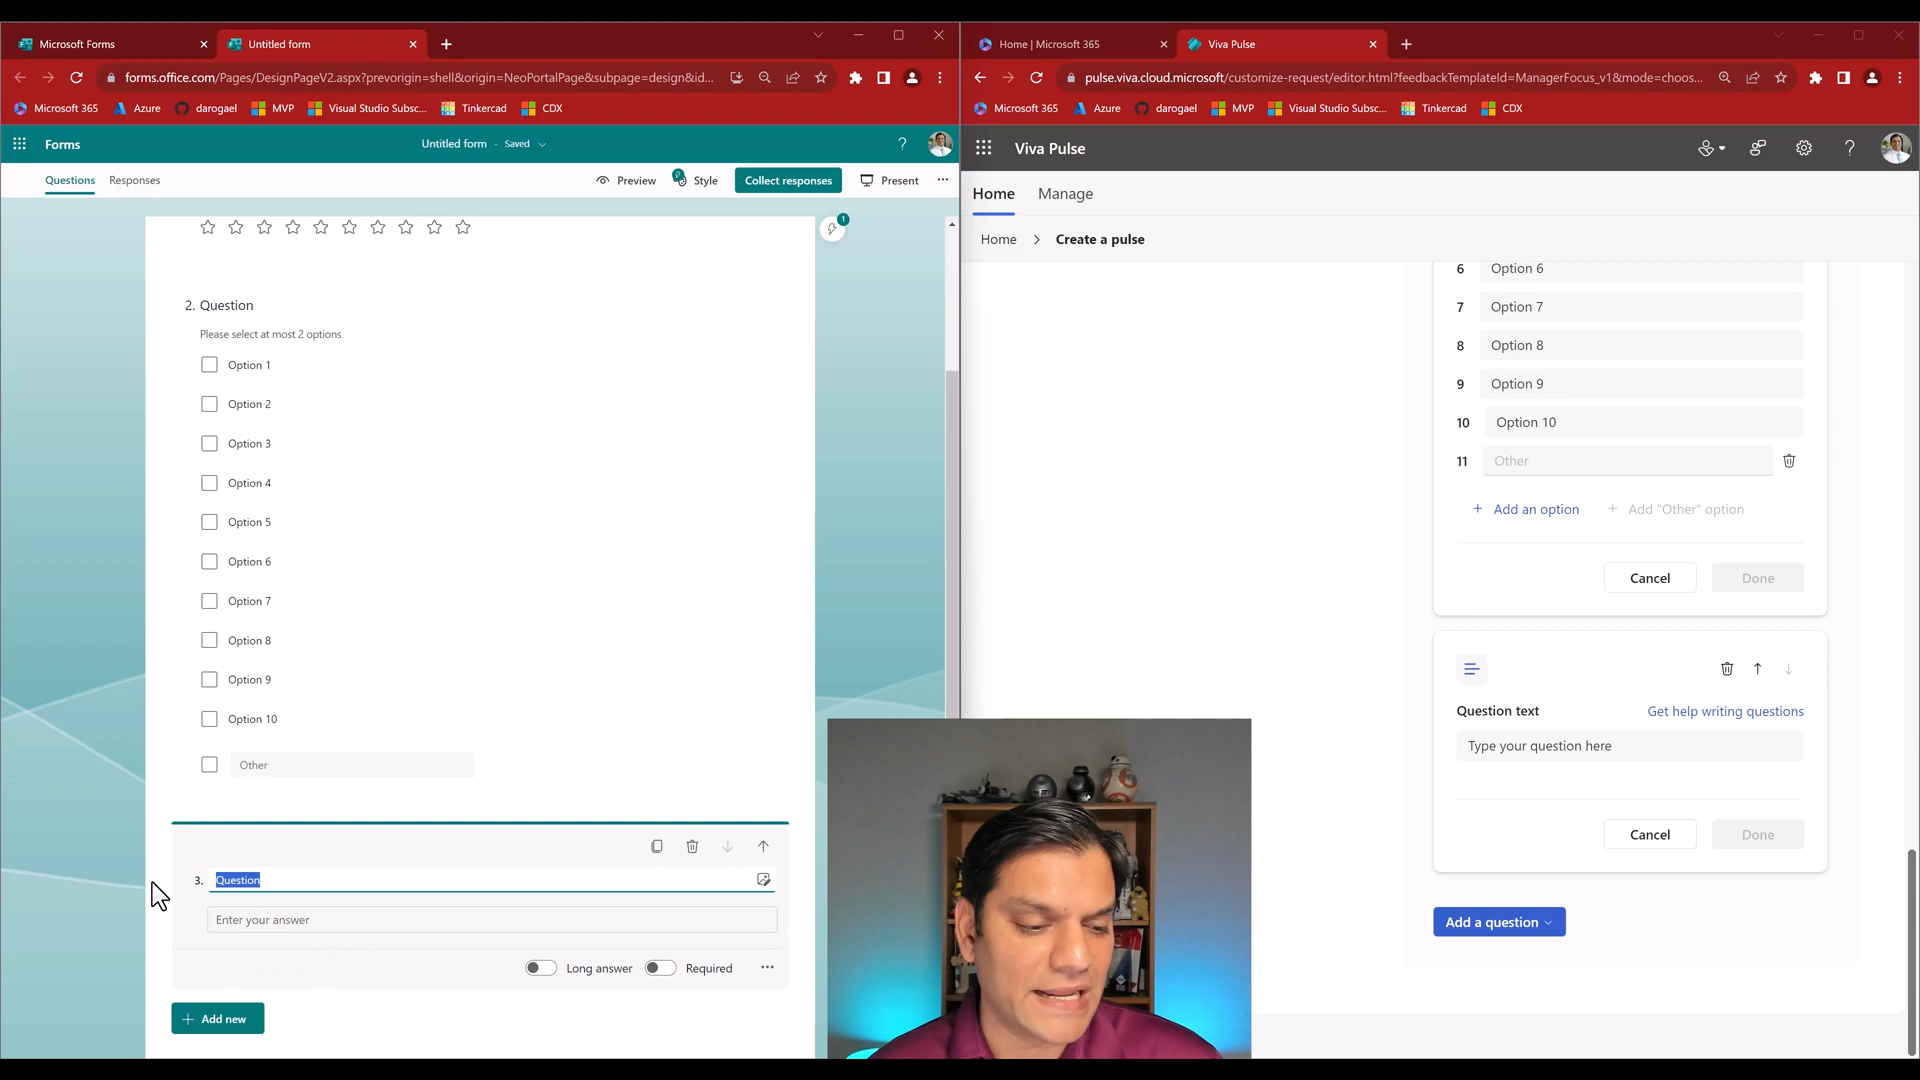 Microsoft Forms
Untitled form
forms.office.com/Pages/DesignPageV2.aspx?prevorigin=shell&origin=NeoPortalPage&subpage=design&id...
Microsoft 365
Azure
darogael
MVP
Visual Studio Subsc...
Tinkercad
CDX
Forms
Untitled form - Saved
?
Questions
Responses
Preview
Style
Collect responses
Present
1
2. Question
Please select at most 2 options.
Option 1
Option 2
Option 3
Option 4
Option 5
Option 6
Option 7
Option 8
Option 9
Option 10
Other
3. Question
Enter your answer
Long answer
Required
Add new
Home | Microsoft 365
Viva Pulse
pulse.viva.cloud.microsoft/customize-request/editor.html?feedbackTemplateId=ManagerFocus_v1&mode=choos...
Microsoft 365
Azure
darogael
MVP
Visual Studio Subsc...
Tinkercad
CDX
Viva Pulse
?
Home
Manage
Home > Create a pulse
6 Option 6
7 Option 7
8 Option 8
9 Option 9
10 Option 10
11 Other
+ Add an option
+ Add "Other" option
Cancel
Done
Question text
Get help writing questions
Type your question here
Cancel
Done
Add a question